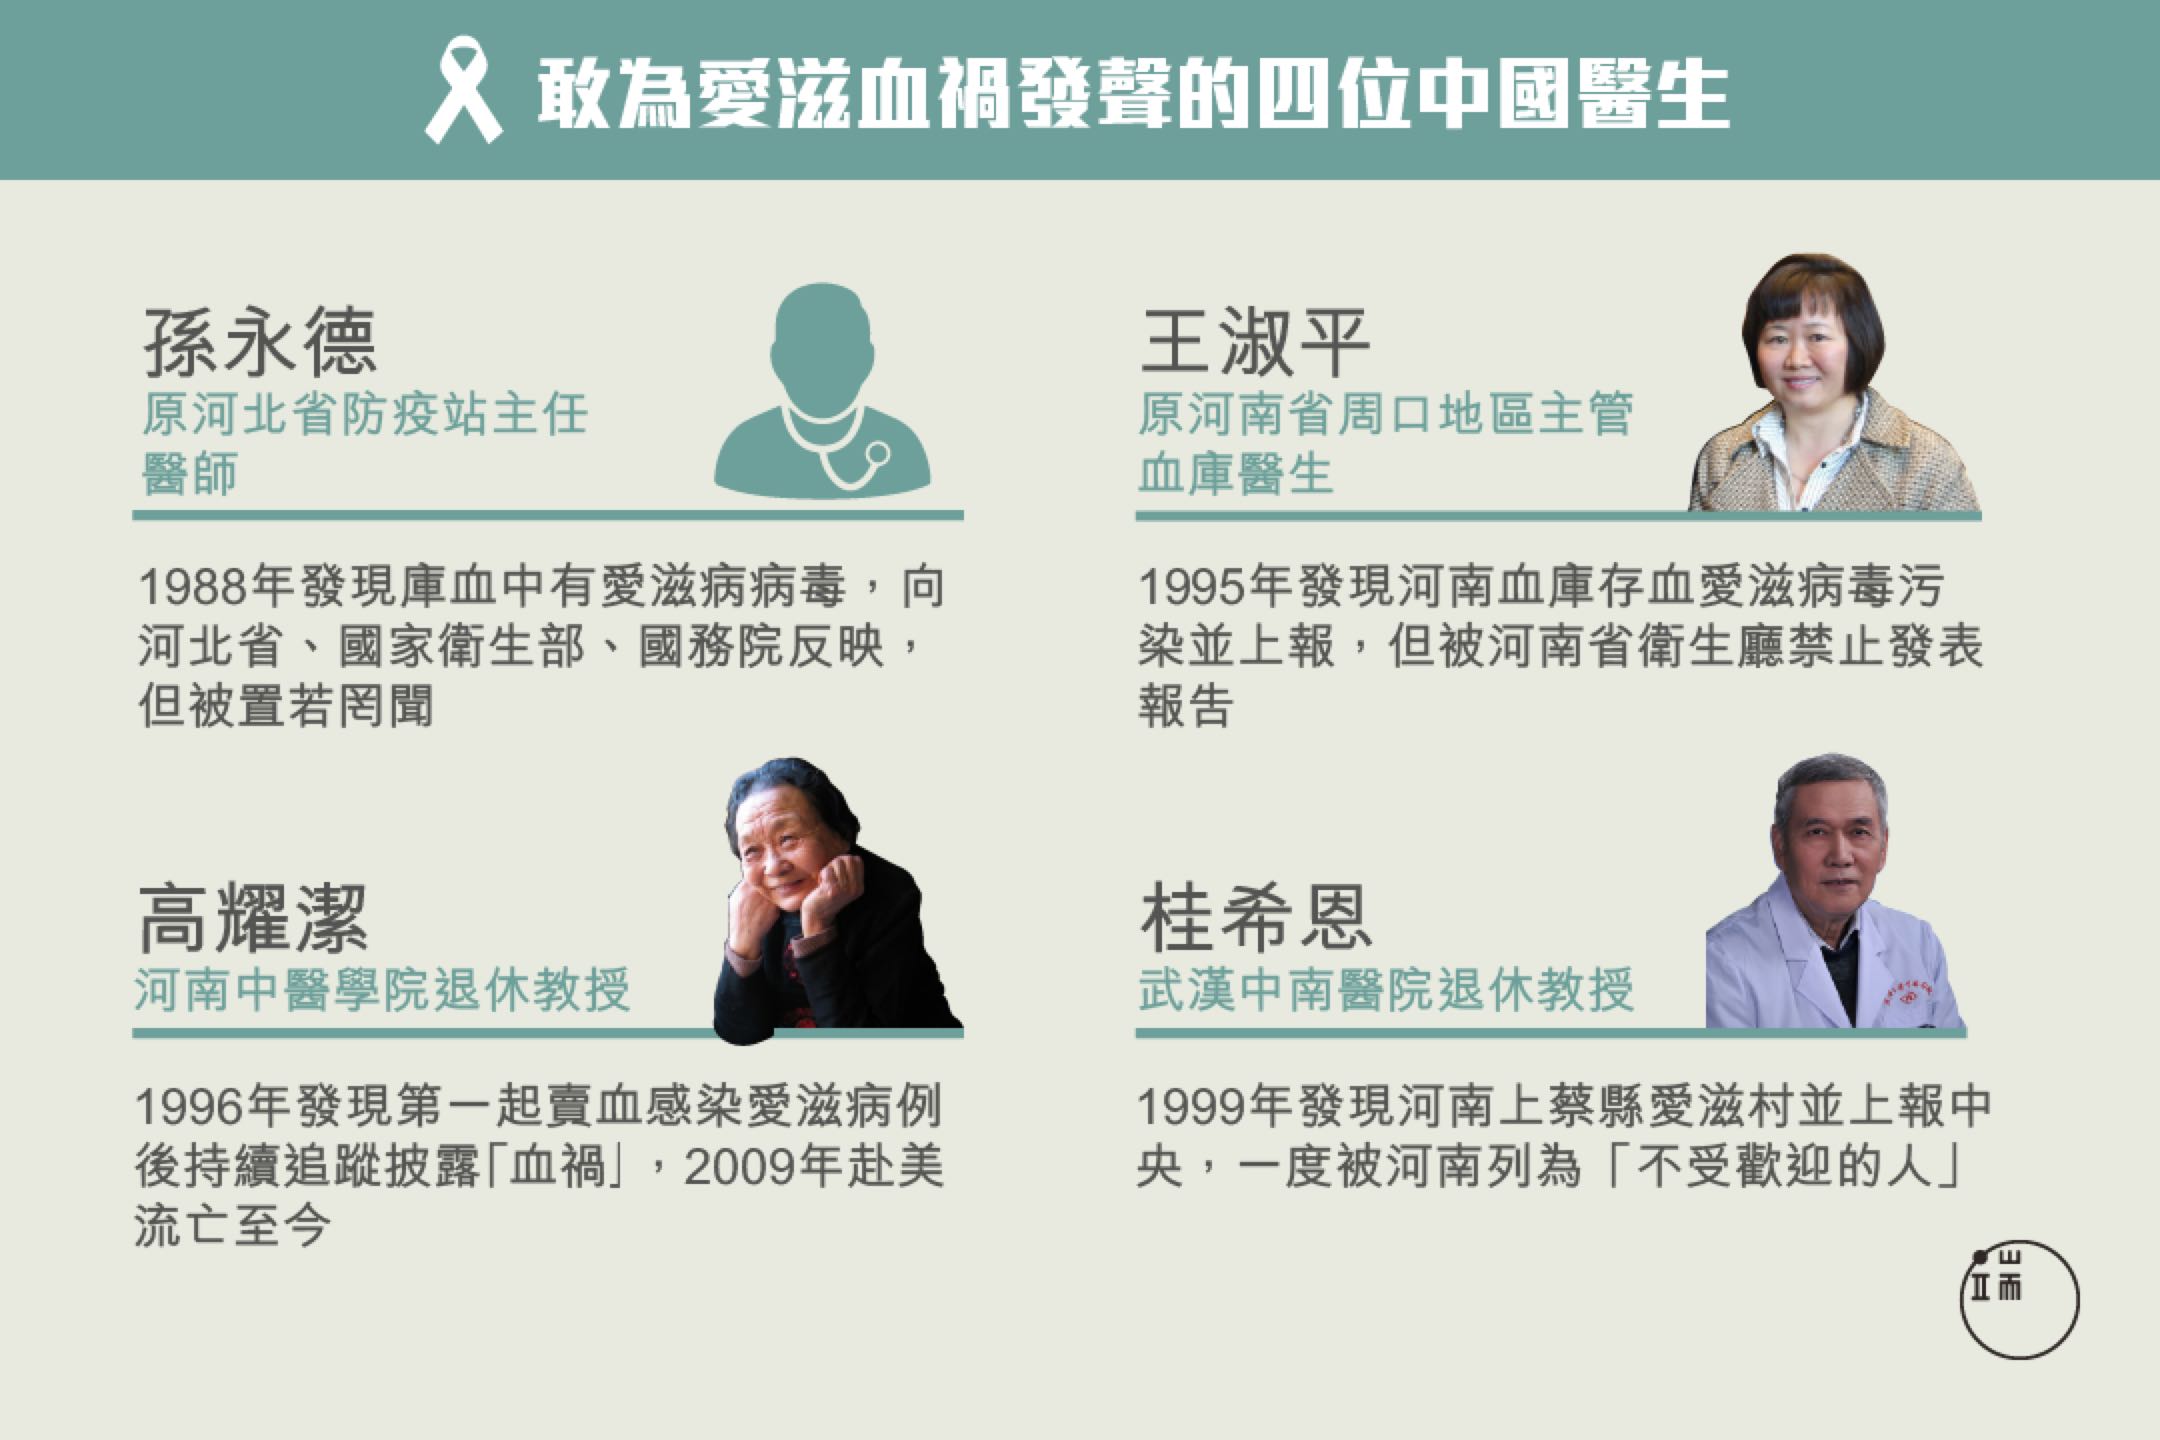 敢為愛滋血禍發聲的四位中國醫生
孫永德
原河北省防疫站主任
醫師
1988年發現庫血中有愛滋病病毒，向
河北省、國家衛生部、國務院反映，
但被置若罔聞
王淑平
原河南省周口地區主管
血庫醫生
1995年發現河南血庫存血愛滋病毒污
染並上報，但被河南省衛生廳禁止發表
報告
高耀潔
河南中醫學院退休教授
1996年發現第一起賣血感染愛滋病例
後持續追蹤披露「血禍」，2009年赴美
流亡至今
桂希恩
武漢中南醫院退休教授
1999年發現河南上蔡縣愛滋村並上報中
央，一度被河南列為「不受歡迎的人」
端